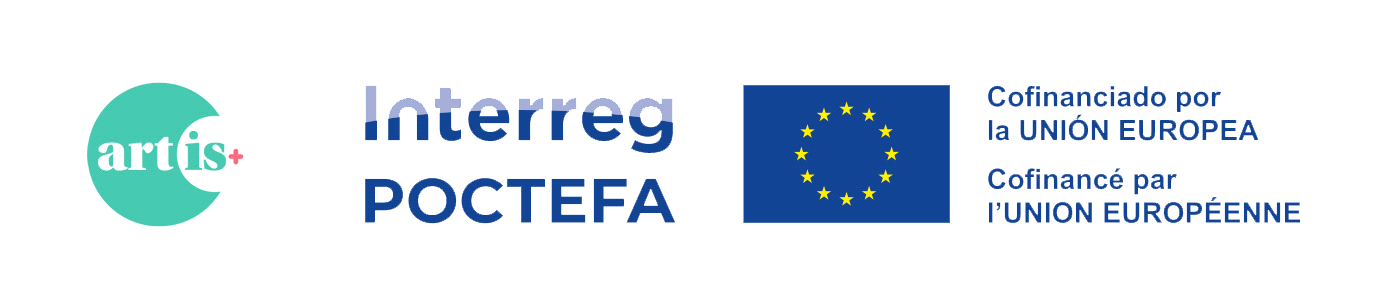 artis+
Interreg
POCTEFA
Cofinanciado por
la UNIÓN EUROPEA
Cofinancé par
l’UNION EUROPÉENNE